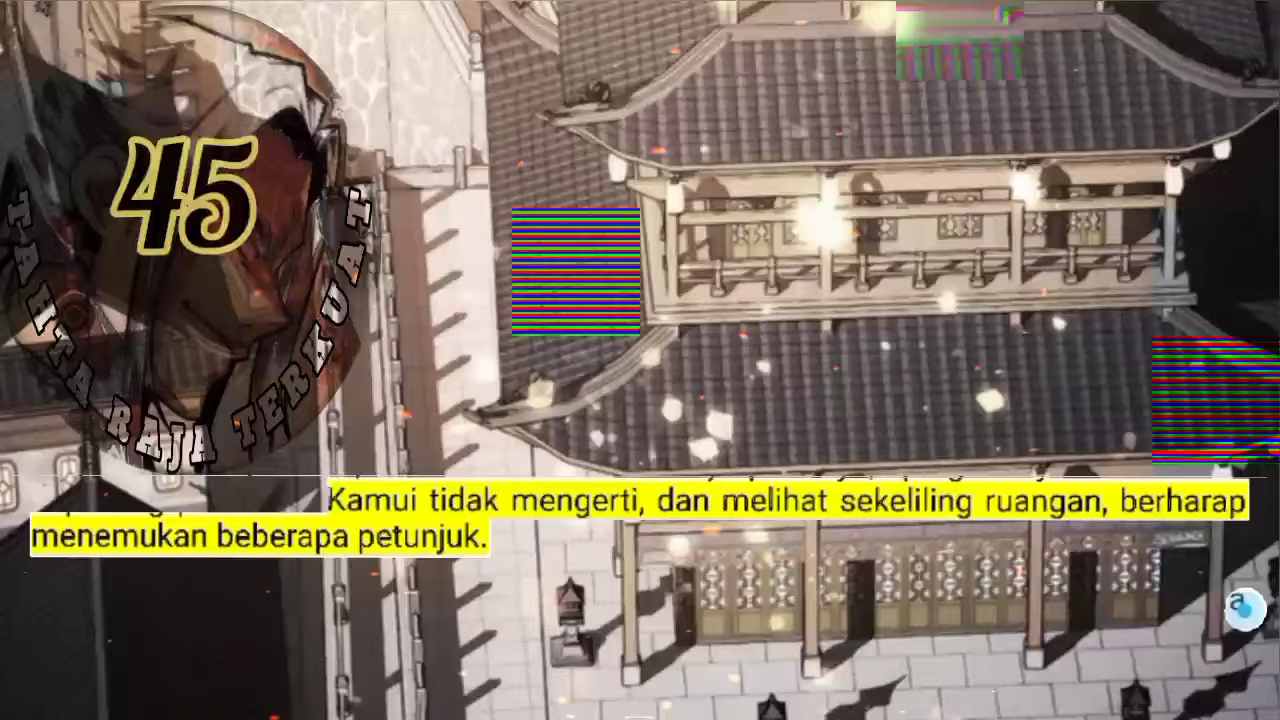 45
TAHTA RAJA TERKUAT
Kamui tidak mengerti, dan melihat sekeliling ruangan, berharap
menemukan beberapa petunjuk.
a